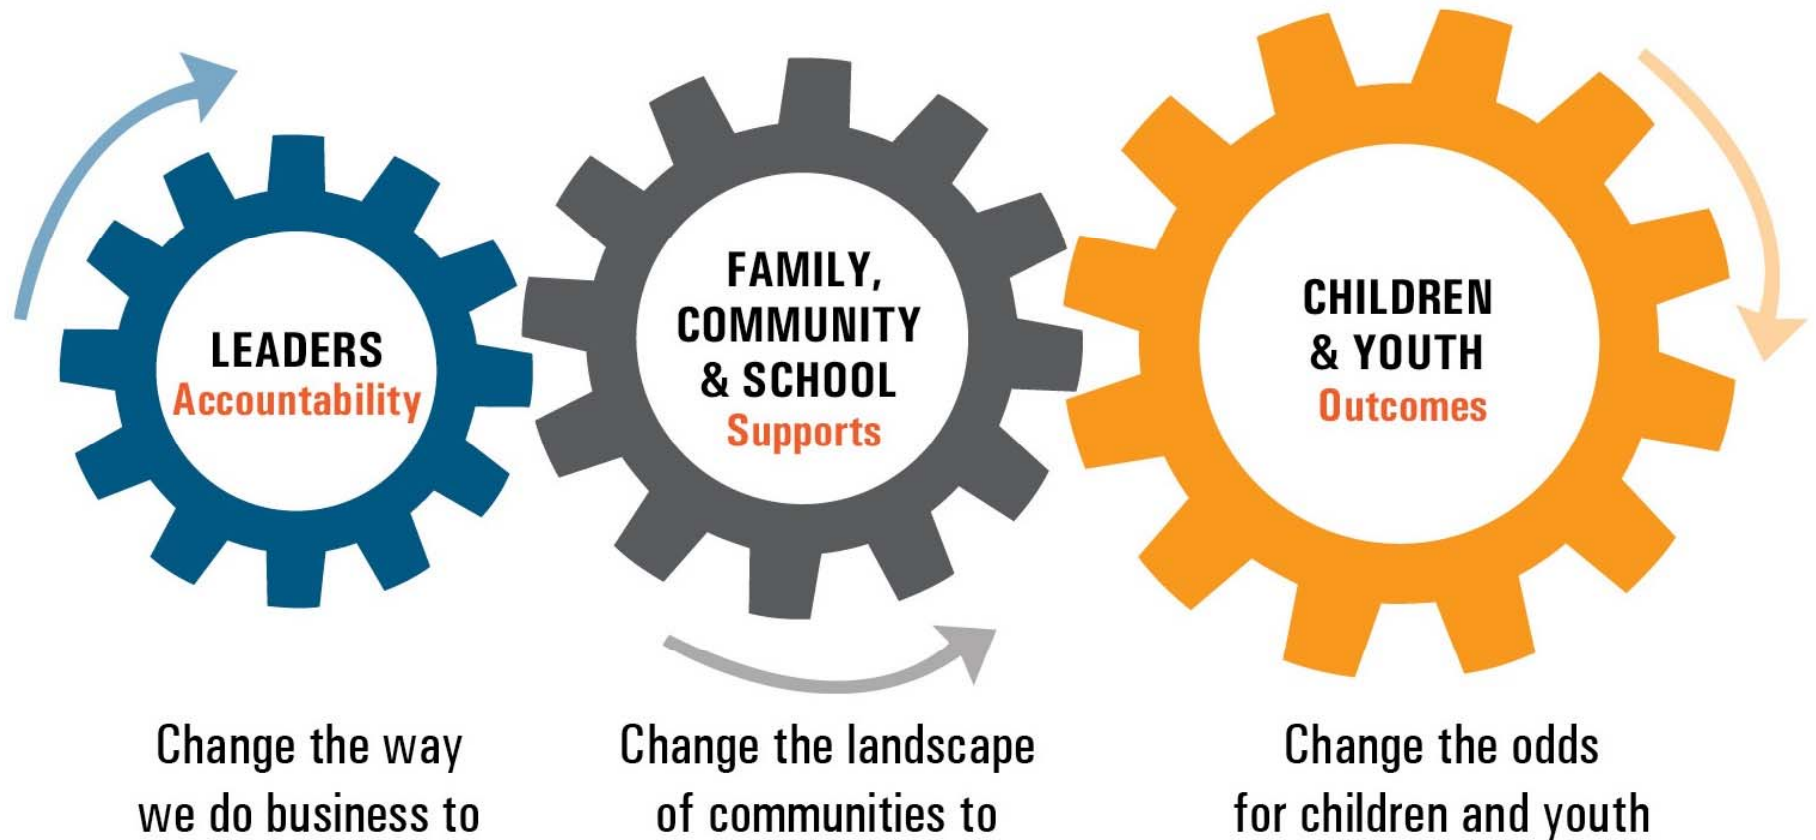 LEADERS
Accountability
FAMILY,
COMMUNITY
& SCHOOL
Supports
CHILDREN
& YOUTH
Outcomes
Change the way
we do business to
Change the landscape
of communities to
Change the odds
for children and youth